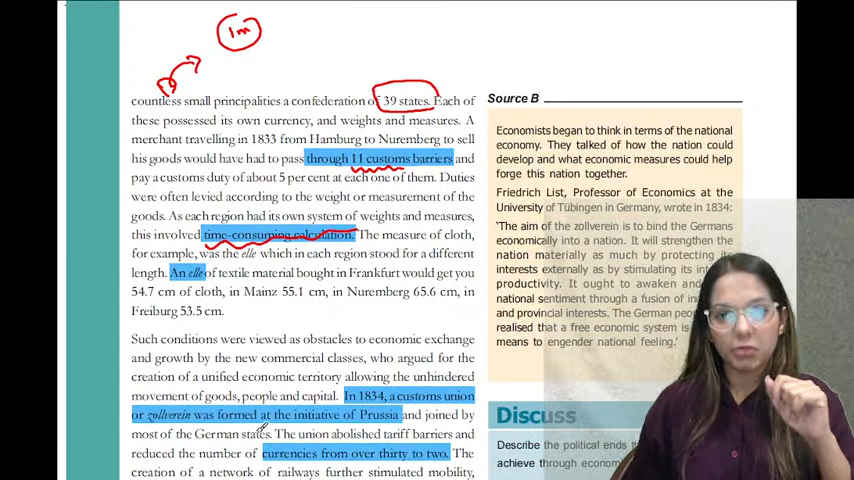 1m
countless small principalities a confederation of 39 states. Each of
these possessed its own currency, and weights and measures. A
merchant travelling in 1833 from Hamburg to Nuremberg to sell
his goods would have had to pass through 11 customs barriers and
pay a customs duty of about 5 per cent at each one of them. Duties
were often levied according to the weight or measurement of the
goods. As each region had its own system of weights and measures,
this involved time-consuming calculation. The measure of cloth,
for example, was the elle which in each region stood for a different
length. An elle of textile material bought in Frankfurt would get you
54.7 cm of cloth, in Mainz 55.1 cm, in Nuremberg 65.6 cm, in
Freiburg 53.5 cm.
Such conditions were viewed as obstacles to economic exchange
and growth by the new commercial classes, who argued for the
creation of a unified economic territory allowing the unhindered
movement of goods, people and capital. In 1834, a customs union
or zollverein was formed at the initiative of Prussia and joined by
most of the German states. The union abolished tariff barriers and
reduced the number of currencies from over thirty to two. The
creation of a network of railways further stimulated mobility,
Source B
Economists began to think in terms of the national
economy. They talked of how the nation could
develop and what economic measures could help
forge this nation together.
Friedrich List, Professor of Economics at the
University of Tübingen in Germany, wrote in 1834:
‘The aim of the zollverein is to bind the Germans
economically into a nation. It will strengthen the
nation materially as much by protecting its
interests externally as by stimulating its
productivity. It ought to awaken and
national sentiment through a fusion of
and provincial interests. The German
realised that a free economic system is
means to engender national feeling.’
Discuss
Describe the political ends
achieve through